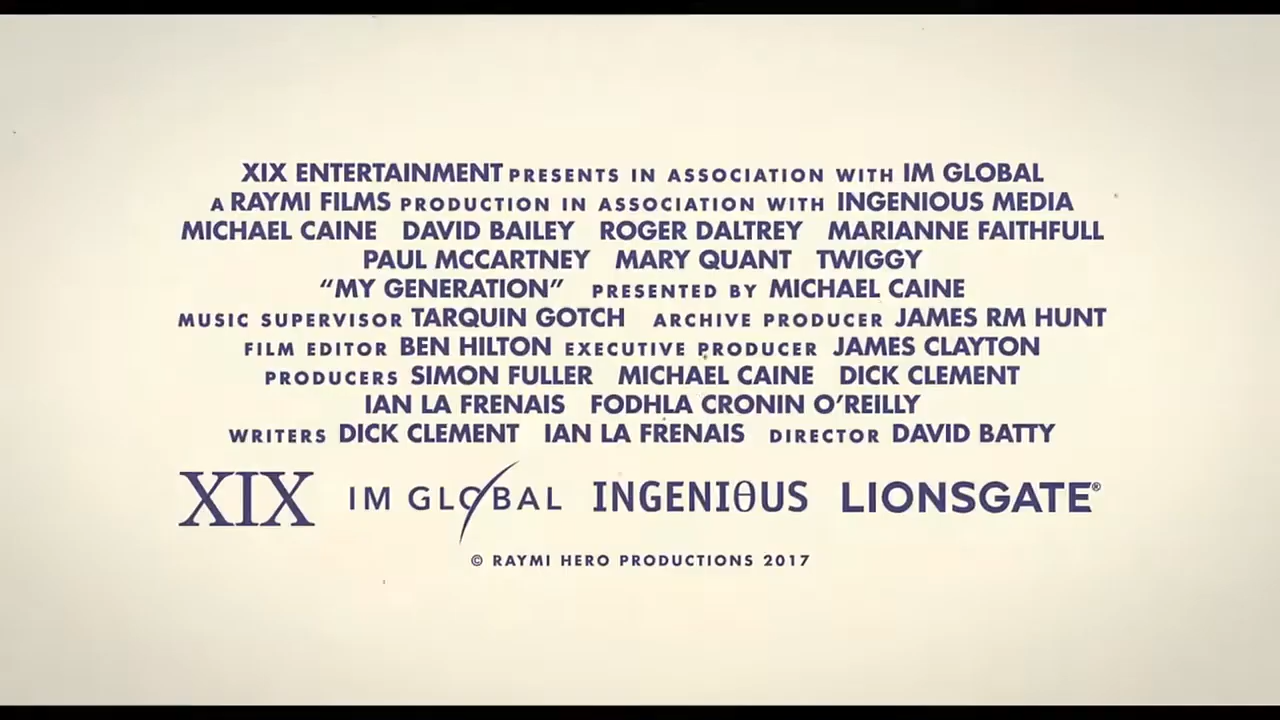 XIX ENTERTAINMENT PRESENTS IN ASSOCIATION WITH IM GLOBAL
A RAYMI FILMS PRODUCTION IN ASSOCIATION WITH INGENIOUS MEDIA
MICHAEL CAINE DAVID BAILEY ROGER DALTREY MARIANNE FAITHFULL
PAUL MCCARTNEY MARY QUANT TWIGGY
“MY GENERATION” PRESENTED BY MICHAEL CAINE
MUSIC SUPERVISOR TARQUIN GOTCH ARCHIVE PRODUCER JAMES RM HUNT
FILM EDITOR BEN HILTON EXECUTIVE PRODUCER JAMES CLAYTON
PRODUCERS SIMON FULLER MICHAEL CAINE DICK CLEMENT
IAN LA FRENAIS FODHLA CRONIN O’REILLY
WRITERS DICK CLEMENT IAN LA FRENAIS DIRECTOR DAVID BATTY
XIX IM GLOBAL INGENIθUS LIONSGATE®
© RAYMI HERO PRODUCTIONS 2017